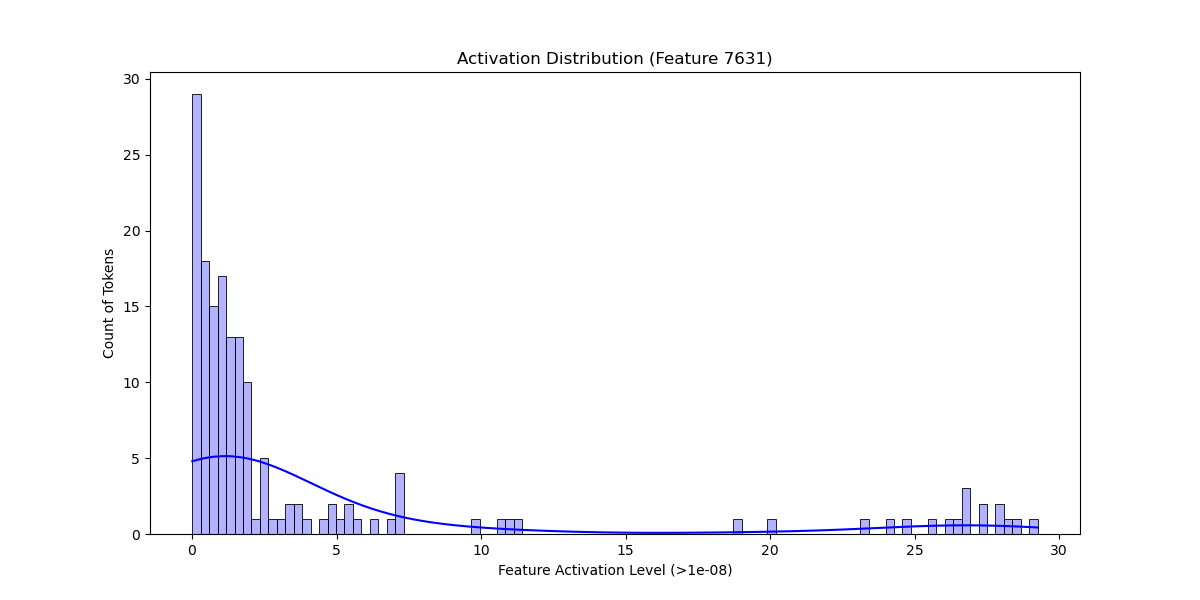 Activation Distribution (Feature 7631)
30
25
20
15
10
5
0
Count of Tokens
0 5 10 15 20 25 30
Feature Activation Level (>1e-08)